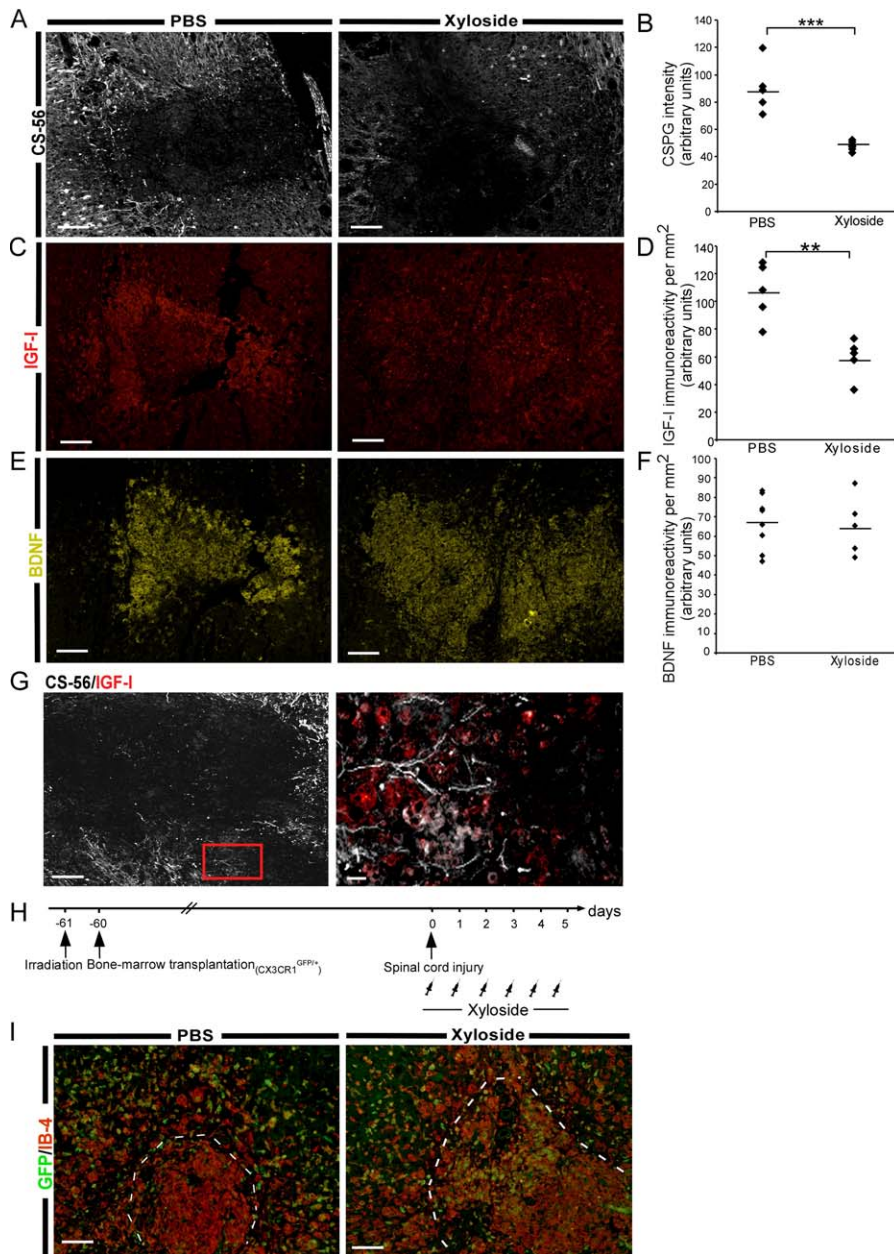 A
PBS
Xyloside
CS-56
B
***
CSPG intensity
(arbitrary units)
140
120
100
80
60
40
20
0
PBS
Xyloside
C
IGF-I
D
**
IGF-I immunoreactivity per mm2
(arbitrary units)
140
120
100
80
60
40
20
0
PBS
Xyloside
E
BDNF
F
BDNF immunoreactivity per mm2
(arbitrary units)
100
90
80
70
60
50
40
30
20
10
0
PBS
Xyloside
G
CS-56/IGF-I
H
days
-61 -60 0 1 2 3 4 5
Irradiation Bone-marrow transplantation(CX3CR1GFP/+) Spinal cord injury
Xyloside
I
PBS
Xyloside
GFP/IB-4